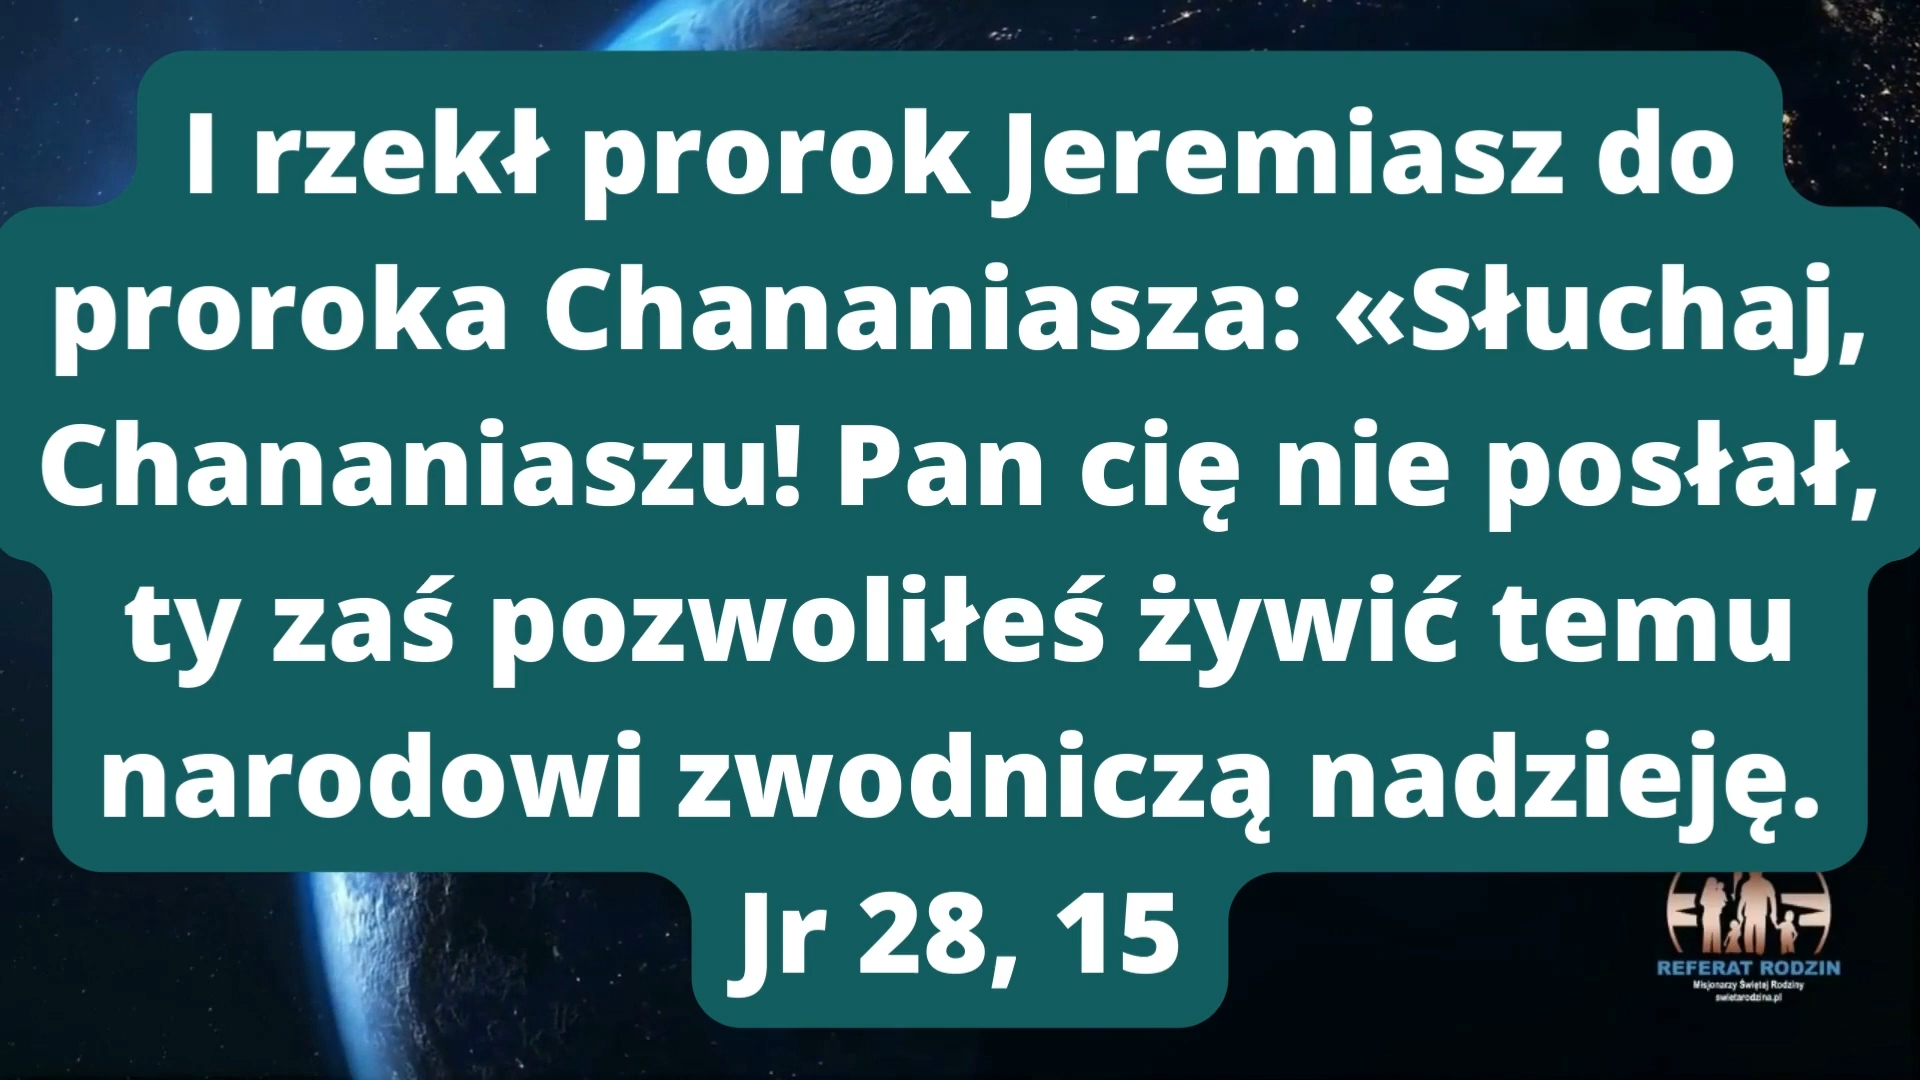 I rzekł prorok Jeremiasz do
proroka Chananiasza: «Słuchaj,
Chananiaszu! Pan cię nie posłał,
ty zaś pozwoliłeś żywić temu
narodowi zwodniczą nadzieję.
Jr 28, 15
REFERAT RODZIN
Misjonarzy Świętej Rodziny
swietarodzina.pl